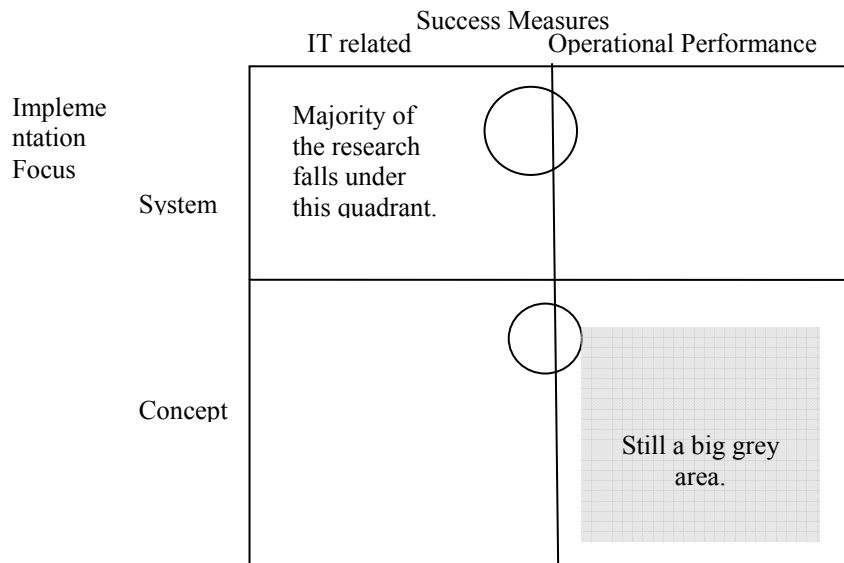 Success Measures
IT related
Operational Performance
Impleme
ntation
Focus
Majority of
the research
falls under
this quadrant.
System
Concept
Still a big grey
area.